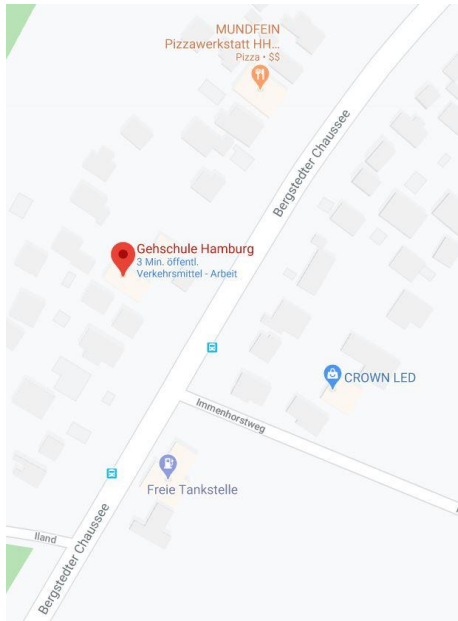 MUNDFEIN
Pizzawerkstatt HH...
Pizza • $$
Bergstedter Chaussee
Gehschule Hamburg
3 Min. öffentl.
Verkehrsmittel - Arbeit
CROWN LED
Immenhorstweg
Freie Tankstelle
Iland
Bergstedter Chaussee